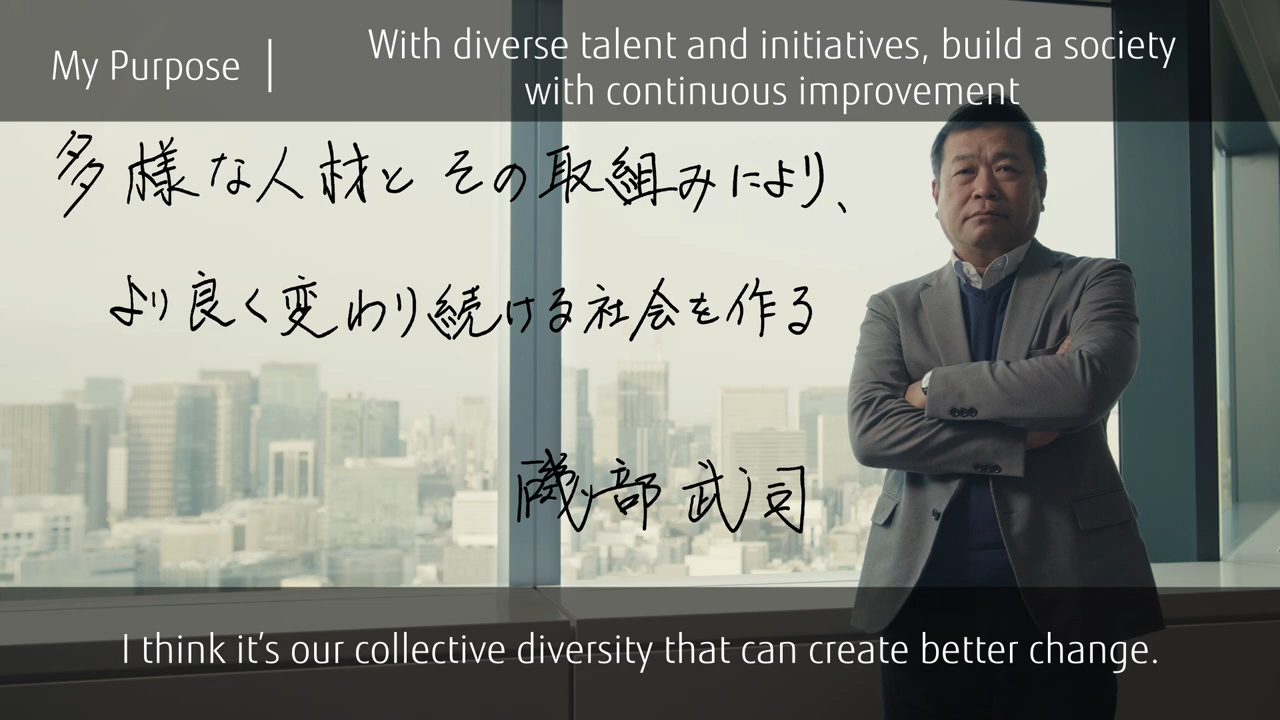 My Purpose
With diverse talent and initiatives, build a society
with continuous improvement
多様な人材とその取組みにより、
より良く変わり続ける社会を作る
磯部 武司
I think it's our collective diversity that can create better change.